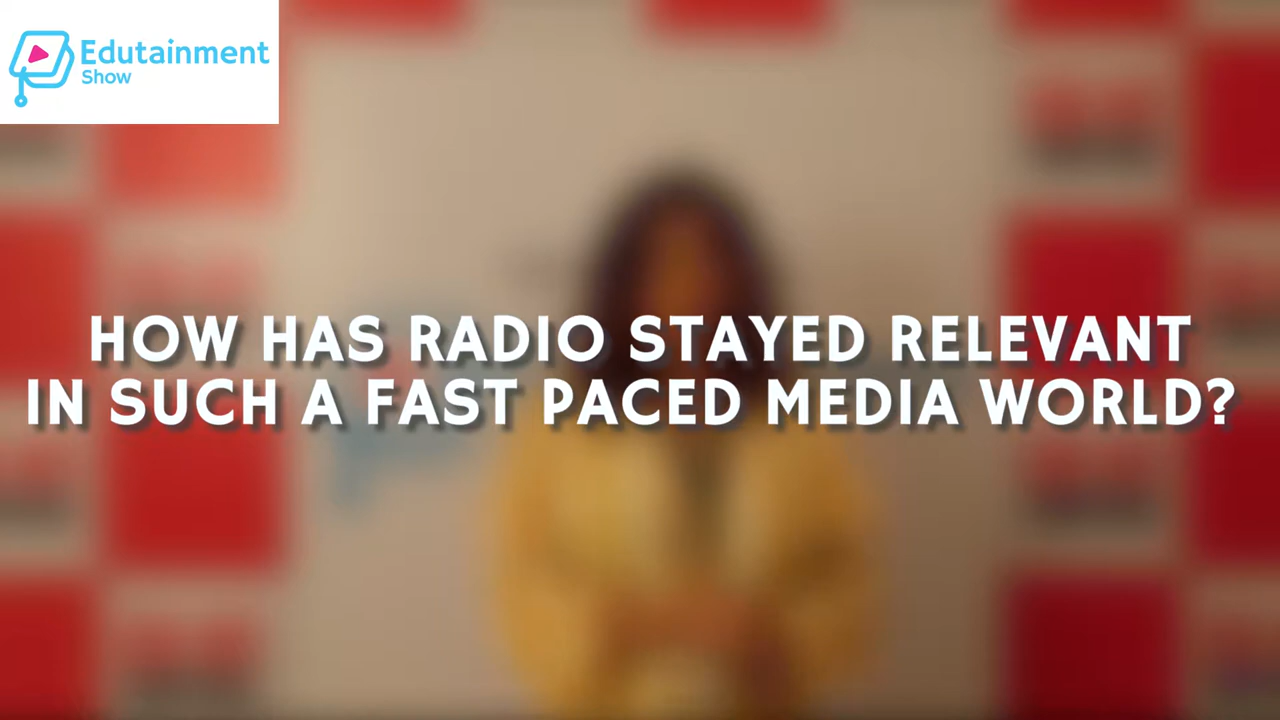 Edutainment
Show
HOW HAS RADIO STAYED RELEVANT
IN SUCH A FAST PACED MEDIA WORLD?